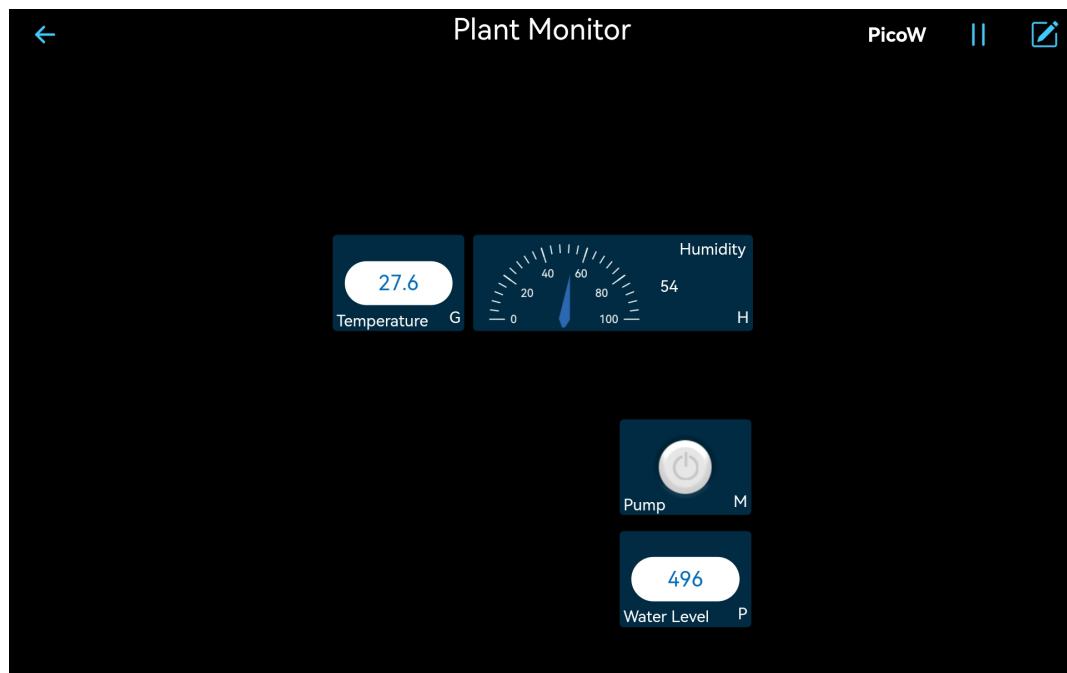 Plant Monitor
PicoW
27.6
Temperature G
Humidity
0 20 40 60 80 100
54
H
Pump M
496
Water Level P